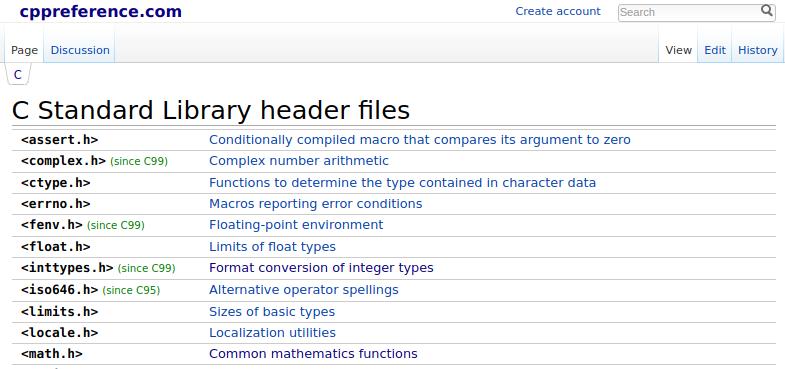 cppreference.com
Create account
Search
Page Discussion View Edit History
C
C Standard Library header files
<assert.h> Conditionally compiled macro that compares its argument to zero
<complex.h> (since C99) Complex number arithmetic
<ctype.h> Functions to determine the type contained in character data
<errno.h> Macros reporting error conditions
<fenv.h> (since C99) Floating-point environment
<float.h> Limits of float types
<inttypes.h> (since C99) Format conversion of integer types
<iso646.h> (since C95) Alternative operator spellings
<limits.h> Sizes of basic types
<locale.h> Localization utilities
<math.h> Common mathematics functions